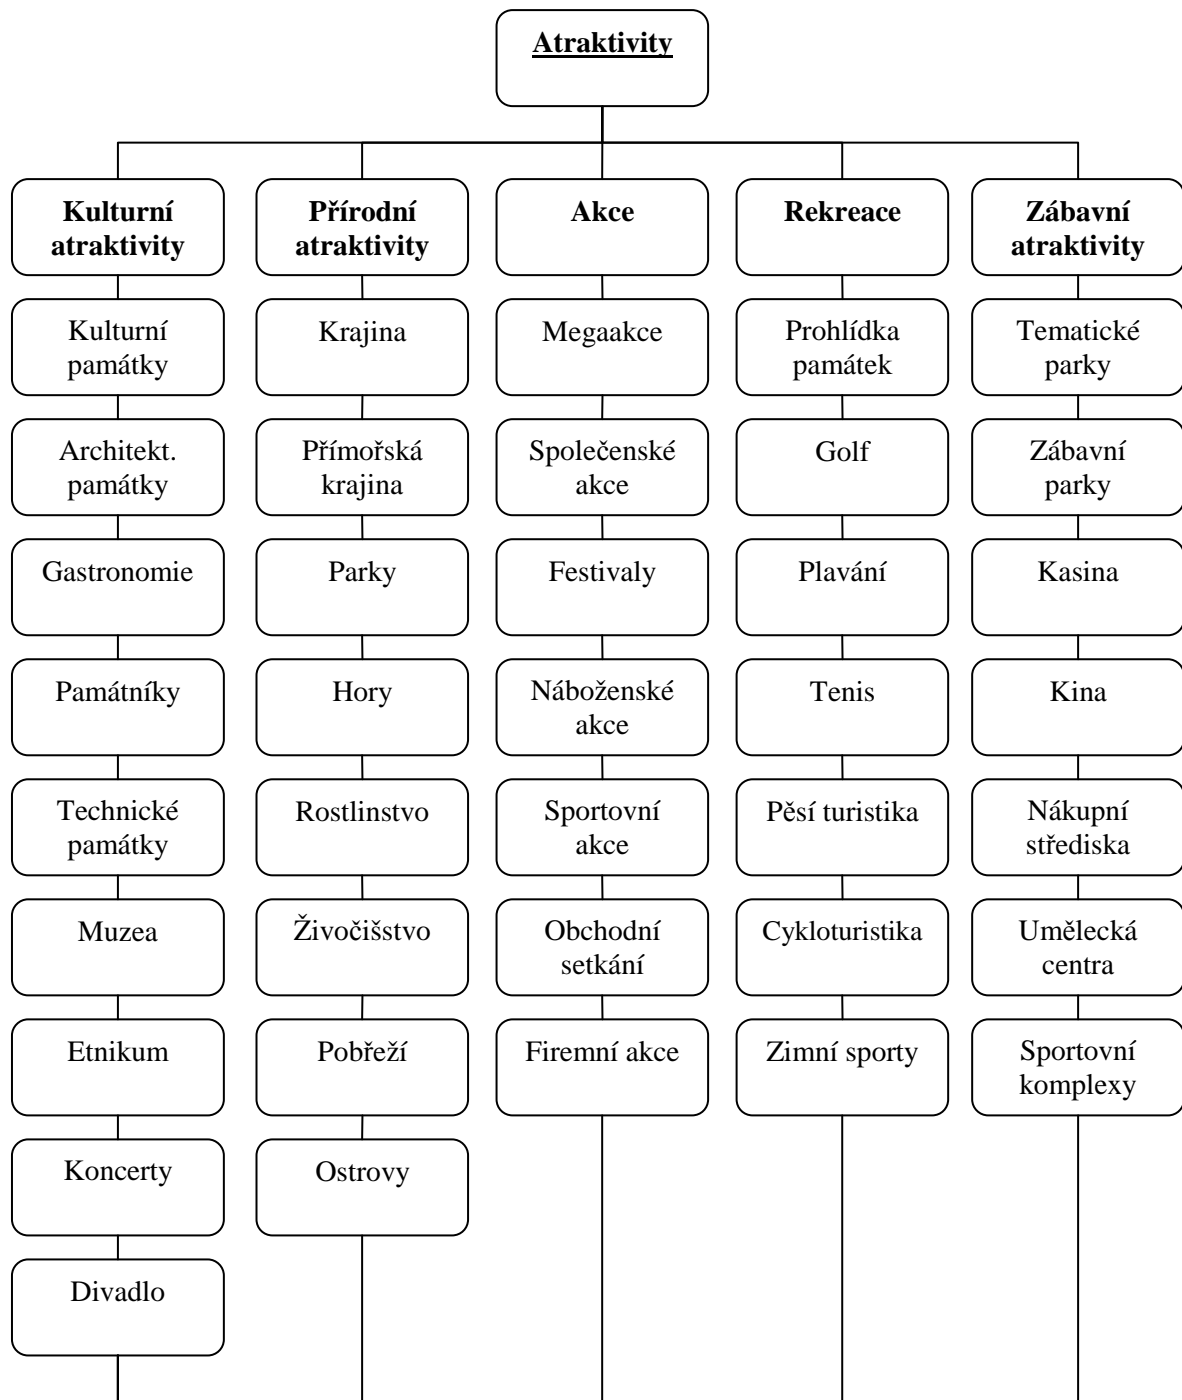 Atraktivity
Kulturní
atraktivity
Přírodní
atraktivity
Akce
Rekreace
Zábavní
atraktivity
Kulturní
památky
Krajina
Megaakce
Prohlídka
památek
Tematické
parky
Architekt.
památky
Přímořská
krajina
Společenské
akce
Golf
Zábavní
parky
Gastronomie
Parky
Festivaly
Plavání
Kasina
Památníky
Hory
Náboženské
akce
Tenis
Kina
Technické
památky
Rostlinstvo
Sportovní
akce
Pěsí turistika
Nákupní
střediska
Muzea
Živočišstvo
Obchodní
setkání
Cykloturistika
Umělecká
centra
Etnikum
Pobřeží
Firemní akce
Zimní sporty
Sportovní
komplexy
Koncerty
Ostrovy
Divadlo